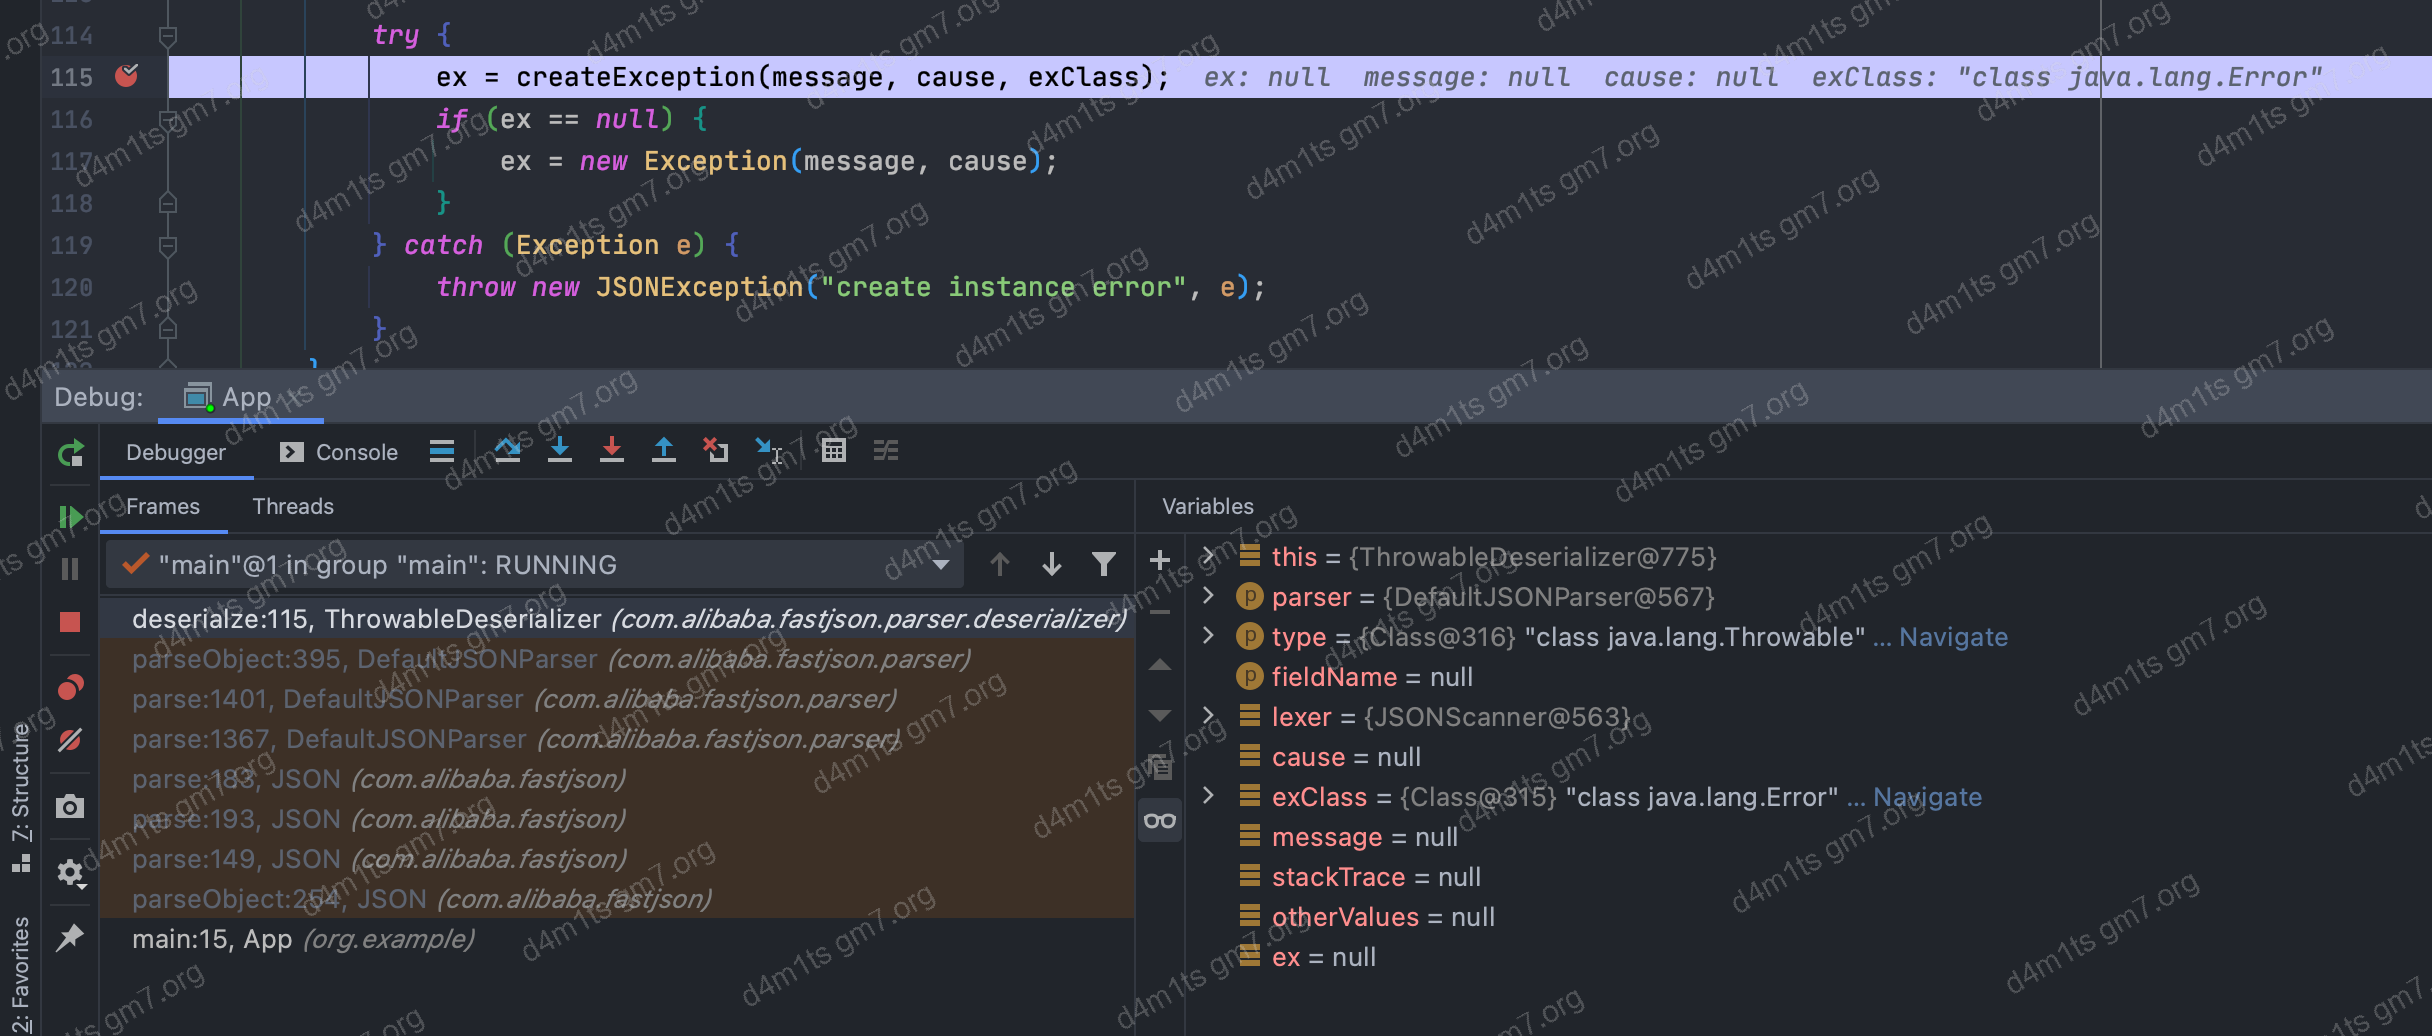 114 try {
115 ex = createException(message, cause, exClass); ex: null message: null cause: null exClass: "class java.lang.Error"
116 if (ex == null) {
117 ex = new Exception(message, cause);
118 }
119 } catch (Exception e) {
120 throw new JSONException("create instance error", e);
121 }
}
Debug: App
Debugger Console
Frames Threads Variables
"main"@1 in group "main": RUNNING
deserialze:115, ThrowableDeserializer (com.alibaba.fastjson.parser.deserializer)
parseObject:395, DefaultJSONParser (com.alibaba.fastjson.parser)
parse:1401, DefaultJSONParser (com.alibaba.fastjson.parser)
parse:1367, DefaultJSONParser (com.alibaba.fastjson.parser)
parse:183, JSON (com.alibaba.fastjson)
parse:193, JSON (com.alibaba.fastjson)
parse:149, JSON (com.alibaba.fastjson)
parseObject:254, JSON (com.alibaba.fastjson)
main:15, App (org.example)
this = {ThrowableDeserializer@775}
parser = {DefaultJSONParser@567}
type = {Class@316} "class java.lang.Throwable" ... Navigate
fieldName = null
lexer = {JSONScanner@563}
cause = null
exClass = {Class@315} "class java.lang.Error" ... Navigate
message = null
stackTrace = null
otherValues = null
ex = null
7: Structure
2: Favorites
d4m1ts gm7.org